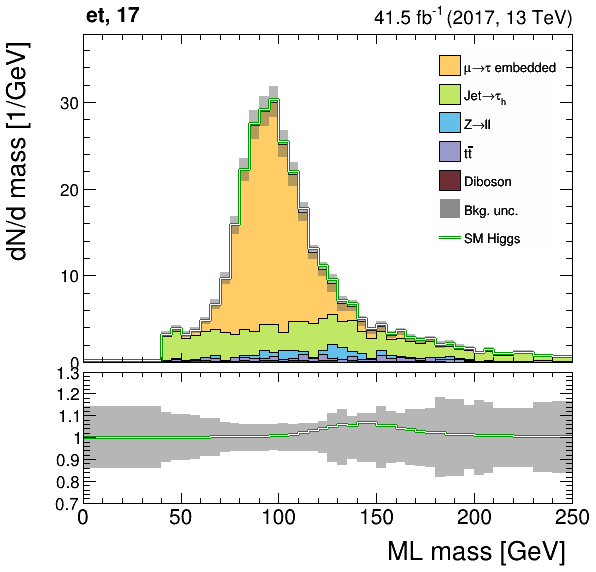 et, 17
41.5 fb⁻¹ (2017, 13 TeV)
dN/d mass [1/GeV]
30
20
10
0
μ→τ embedded
Jet→τₕ
Z→ll
tt̄
Diboson
Bkg. unc.
SM Higgs
1.3
1.2
1.1
1
0.9
0.8
0.7
0 50 100 150 200 250
ML mass [GeV]